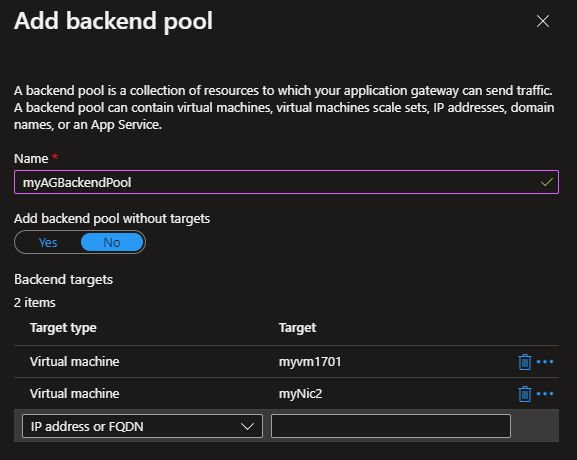 Add backend pool
A backend pool is a collection of resources to which your application gateway can send traffic.
A backend pool can contain virtual machines, virtual machines scale sets, IP addresses, domain
names, or an App Service.
Name *
myAGBackendPool
Add backend pool without targets
Yes No
Backend targets
2 items
Target type Target
Virtual machine myvm1701
Virtual machine myNic2
IP address or FQDN